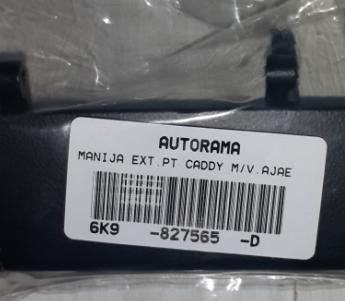 AUTORAMA
MANIJA EXT.PT CADDY M/V.AJAE
6K9 -827565 -D